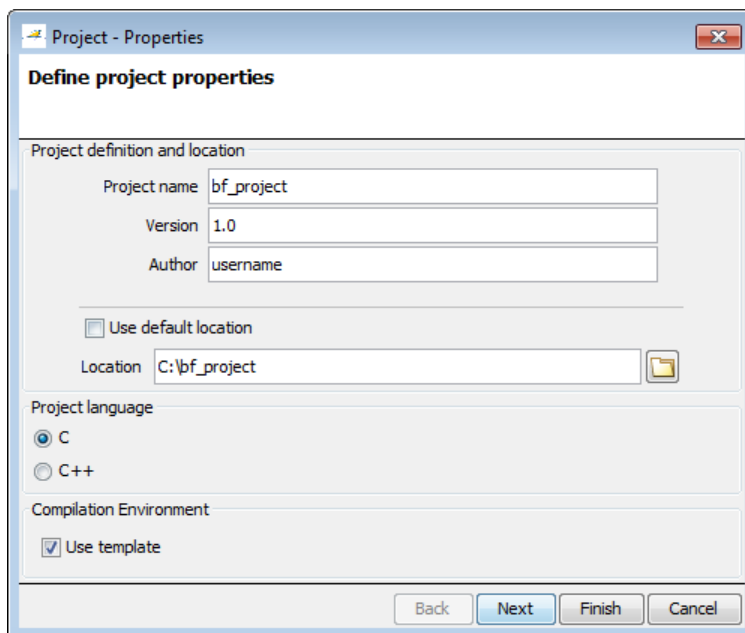 Project - Properties
Define project properties
Project definition and location
Project name bf_project
Version 1.0
Author username
Use default location
Location C:\bf_project
Project language
C
C++
Compilation Environment
Use template
Back Next Finish Cancel